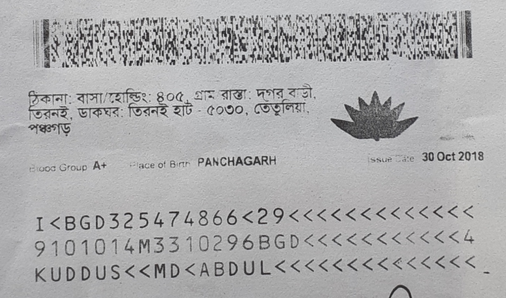 ঠিকানা: বাসা/হোল্ডিং: ৪০৫, গ্রাম রাস্তা: দগর বাড়ী,
তিরনই, ডাকঘর: তিরনই হাট - ৫০৩০, তেঁতুলিয়া,
পঞ্চগড়
Blood Group A+ Place of Birth PANCHAGARH Issue Date 30 Oct 2018
I<BGD325474866<29<<<<<<<<<<<<<
9101014M3310296BGD<<<<<<<<<<<4
KUDDUS<<MD<ABDUL<<<<<<<<<<<<<<